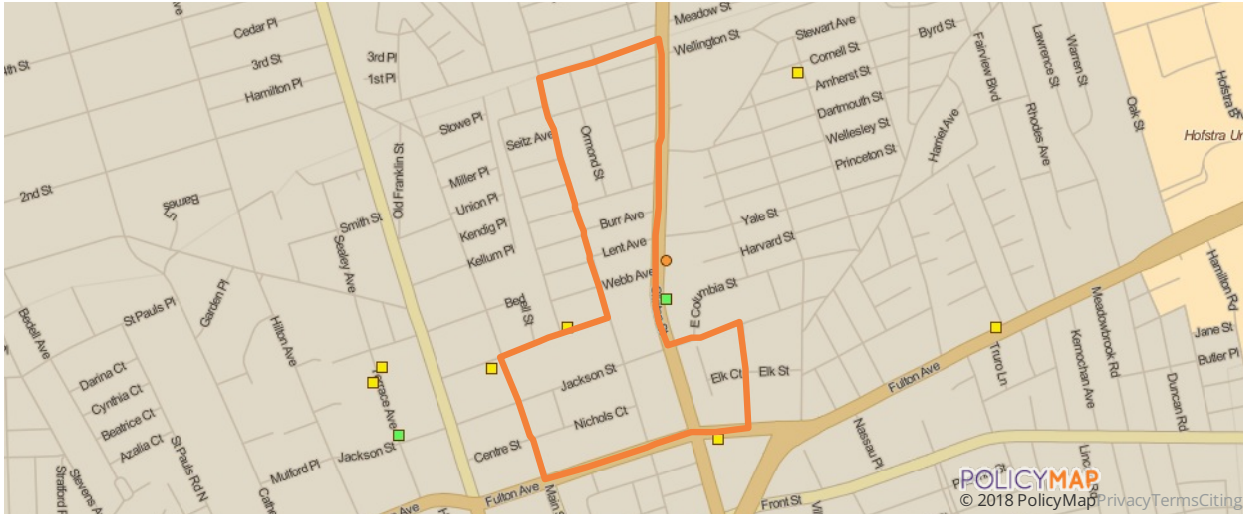 Meadow St
Stewart Ave
Cedar Pl
Wellington St
Cornell St
Byrd St
Fairview Blvd
Lawrence St
Warren St
3rd Pl
1st Pl
3rd St
Amherst St
Hamilton Pl
Dartmouth St
Wellesley St
Princeton St
Harriet Ave
Rhodes Ave
Oak St
Stowe Pl
Seitz Ave
Ormond St
Old Franklin St
Miller Pl
2nd St
Union Pl
Burr Ave
Yale St
Smith St
Kendig Pl
Lent Ave
Harvard St
Sealey Ave
Kellum Pl
Webb Ave
E Columbia St
Hamilton Rd
St Pauls Pl
Garden Pl
Hilton Ave
Bedell St
Meadowbrook Rd
Bedell Ave
Jane St
Butler Pl
Darina Ct
Cynthia Ct
Beatrice Ct
Azalia Ct
Terrace Ave
Jackson St
Elk Ct
Elk St
Fulton Ave
Truro Ln
Kernochan Ave
Duncan Rd
Nichols Ct
Centre St
Jackson St
Mulford Pl
St Pauls Rd N
Stevens Ave
Nassau Pl
Fulton Ave
Front St
POLICYMAP
© 2018 PolicyMap Privacy Terms Citing